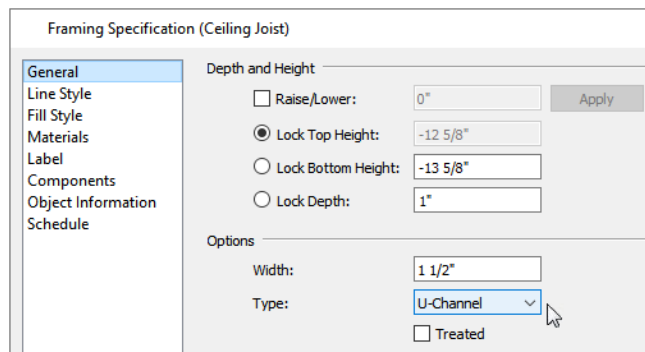 Framing Specification (Ceiling Joist)
General
Line Style
Fill Style
Materials
Label
Components
Object Information
Schedule
Depth and Height
Raise/Lower: 0" Apply
Lock Top Height: -12 5/8"
Lock Bottom Height: -13 5/8"
Lock Depth: 1"
Options
Width: 1 1/2"
Type: U-Channel
Treated